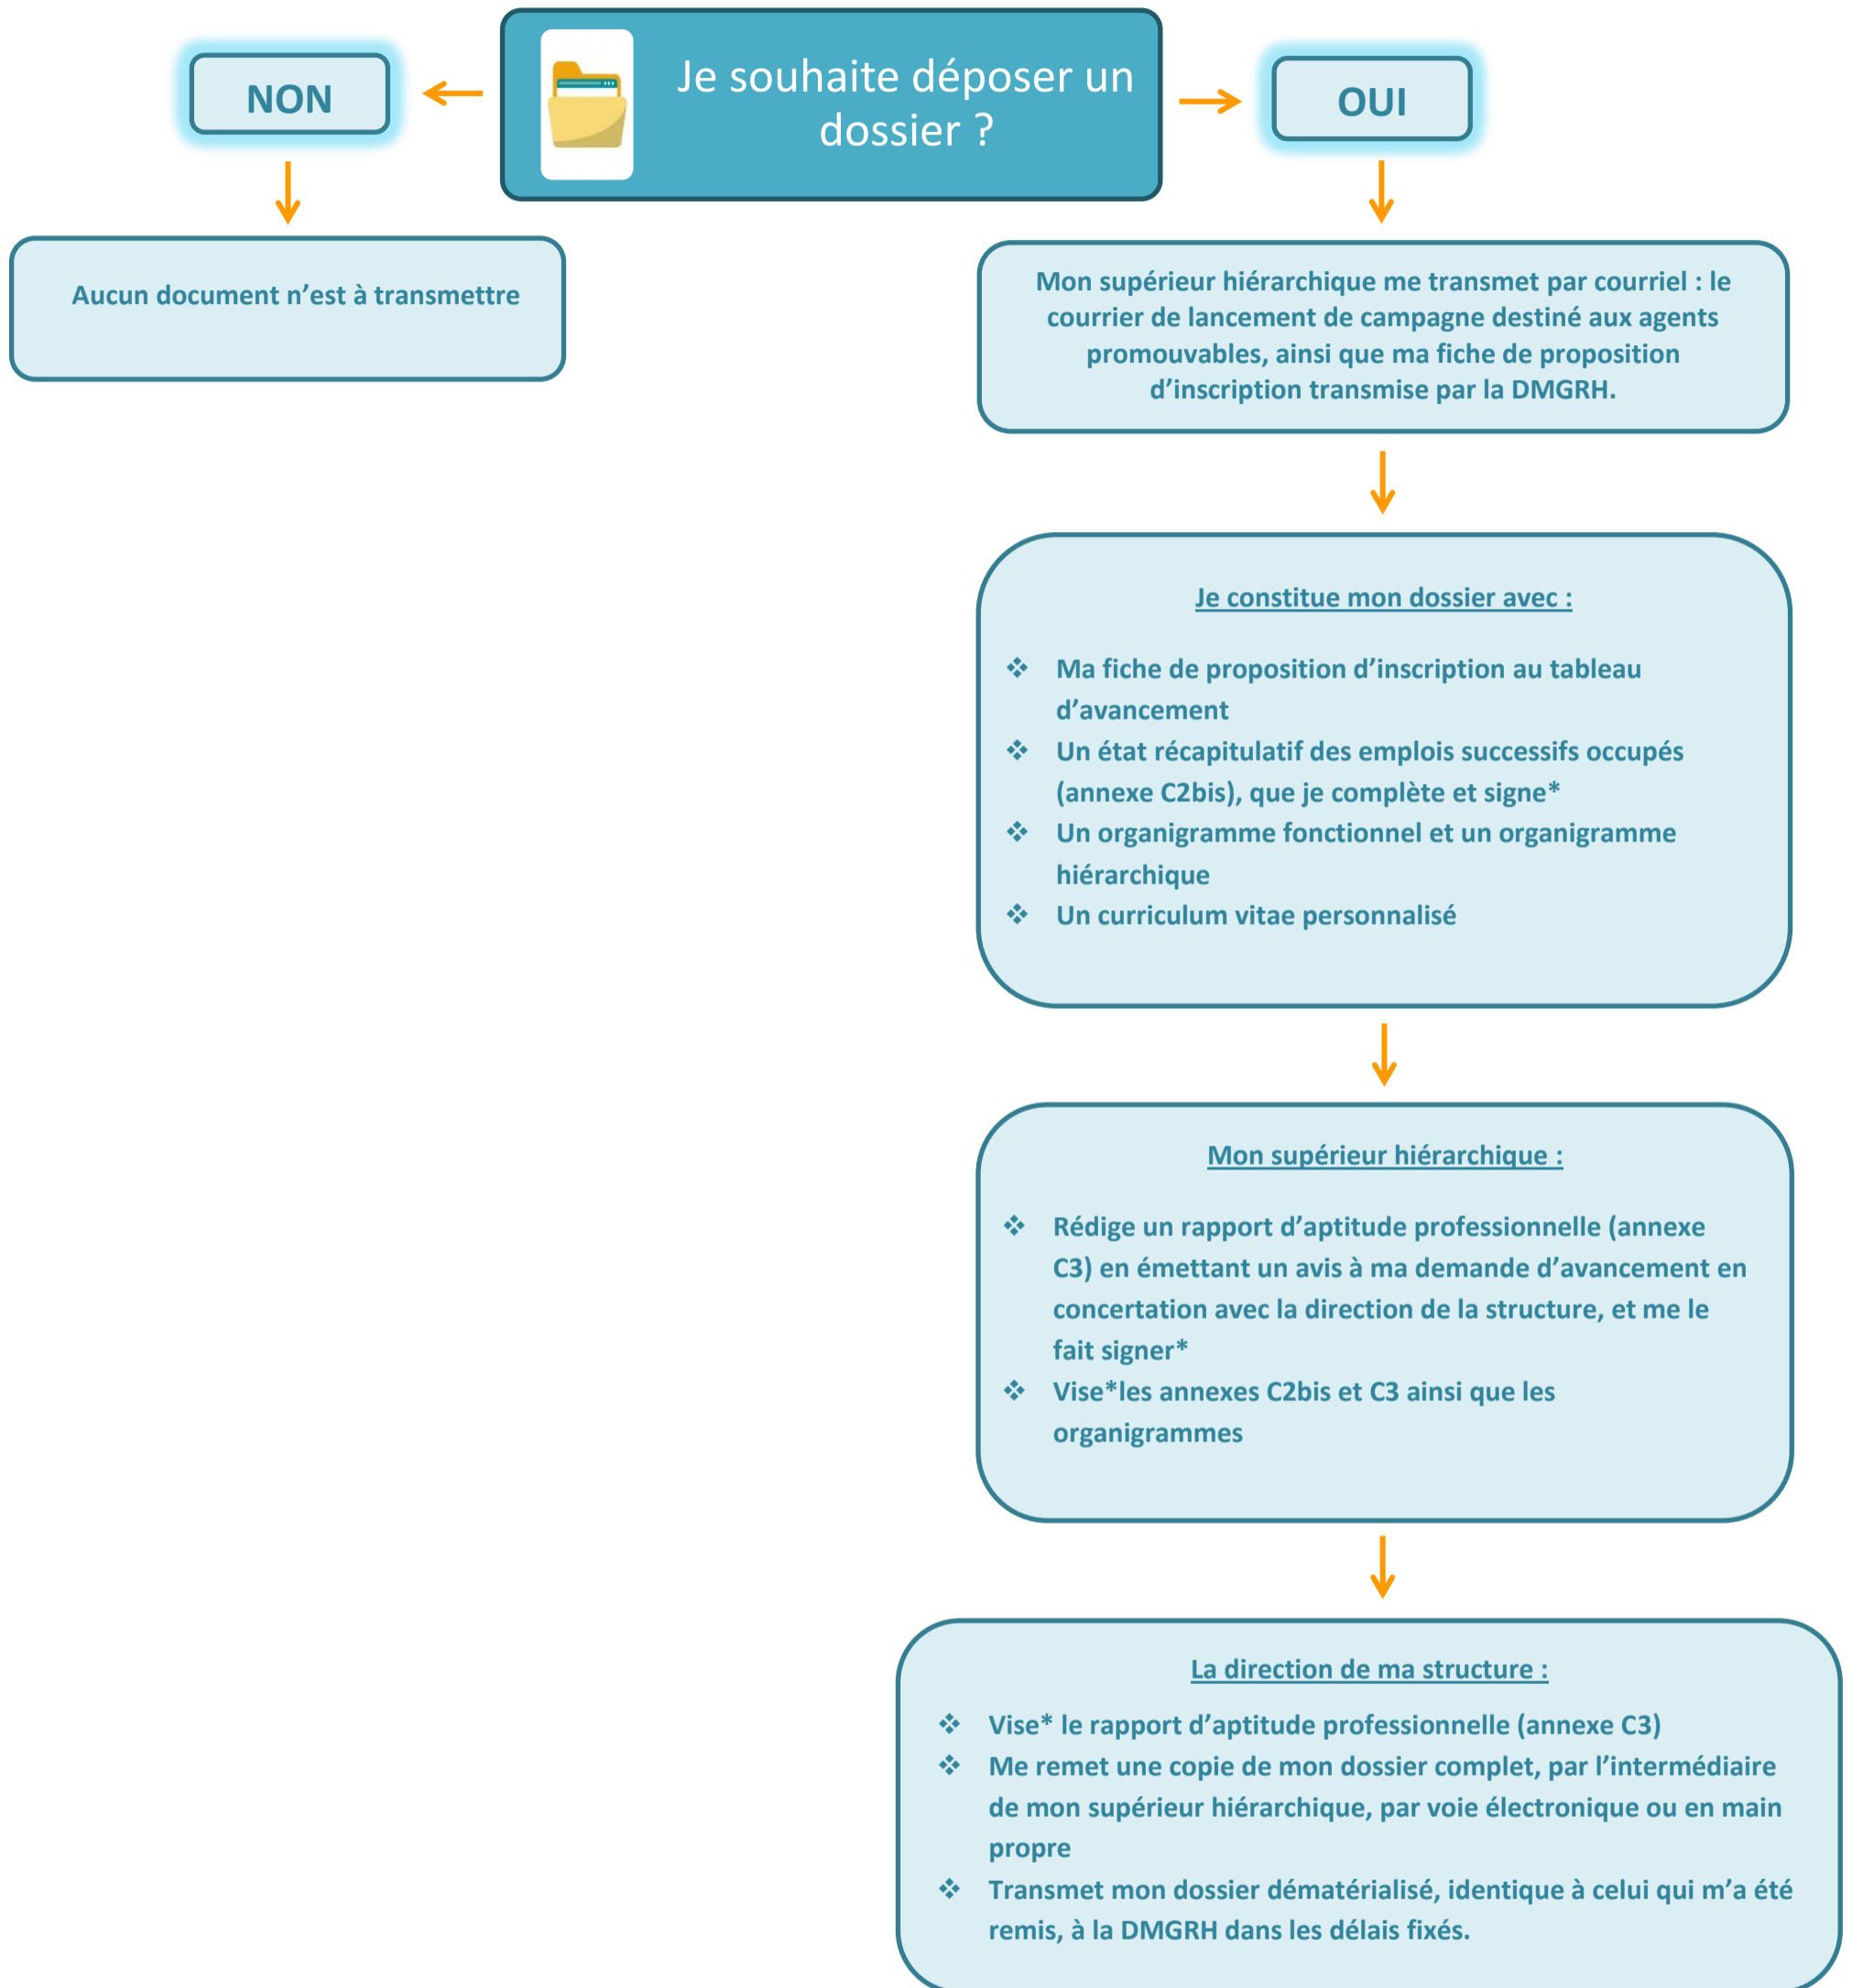 Je souhaite déposer un
dossier ?
NON
OUI
Aucun document n’est à transmettre
Mon supérieur hiérarchique me transmet par courriel : le
courrier de lancement de campagne destiné aux agents
promouvables, ainsi que ma fiche de proposition
d’inscription transmise par la DMGRH.
Je constitue mon dossier avec :
❖ Ma fiche de proposition d’inscription au tableau
d’avancement
❖ Un état récapitulatif des emplois successifs occupés
(annexe C2bis), que je complète et signe*
❖ Un organigramme fonctionnel et un organigramme
hiérarchique
❖ Un curriculum vitae personnalisé
Mon supérieur hiérarchique :
❖ Rédige un rapport d’aptitude professionnelle (annexe
C3) en émettant un avis à ma demande d’avancement en
concertation avec la direction de la structure, et me le
fait signer*
❖ Vise*les annexes C2bis et C3 ainsi que les
organigrammes
La direction de ma structure :
❖ Vise* le rapport d’aptitude professionnelle (annexe C3)
❖ Me remet une copie de mon dossier complet, par l’intermédiaire
de mon supérieur hiérarchique, par voie électronique ou en main
propre
❖ Transmet mon dossier dématérialisé, identique à celui qui m’a été
remis, à la DMGRH dans les délais fixés.